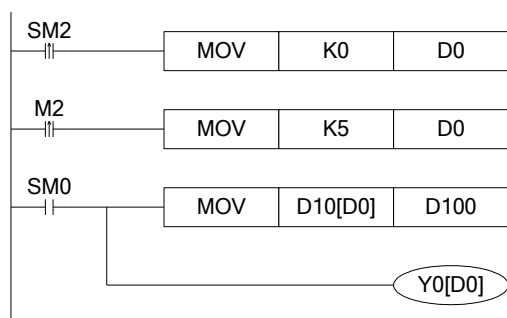 SM2
MOV K0 D0
M2
MOV K5 D0
SM0
MOV D10[D0] D100
Y0[D0]